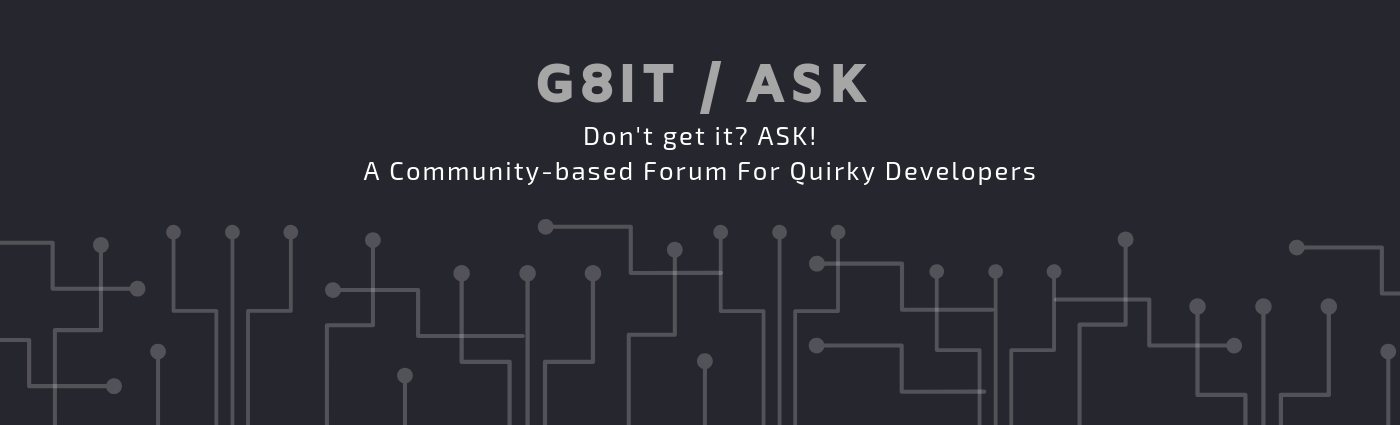 G8IT / ASK
Don't get it? ASK!
A Community-based Forum For Quirky Developers